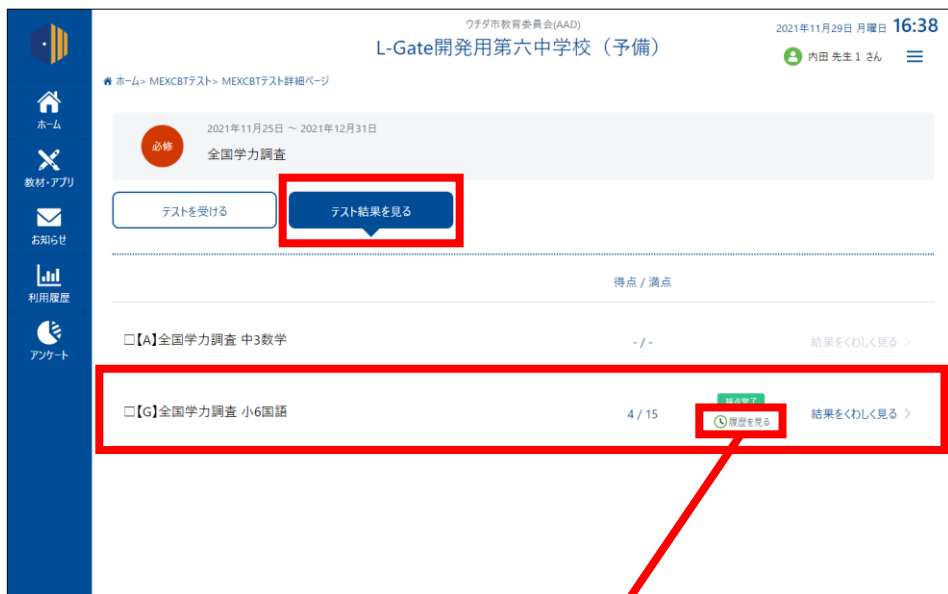 ウチダ市教育委員会(AAD)
L-Gate開発用第六中学校（予備）
2021年11月29日 月曜日 16:38
内田 先生1 さん
ホーム> MEXCBTテスト> MEXCBTテスト詳細ページ
ホーム
教材・アプリ
お知らせ
利用履歴
アンケート
必修
2021年11月25日 ～ 2021年12月31日
全国学力調査
テストを受ける
テスト結果を見る
得点 / 満点
□【A】全国学力調査 中3数学 - / - 結果をくわしく見る
□【G】全国学力調査 小6国語 4 / 15 履歴を見る 結果をくわしく見る